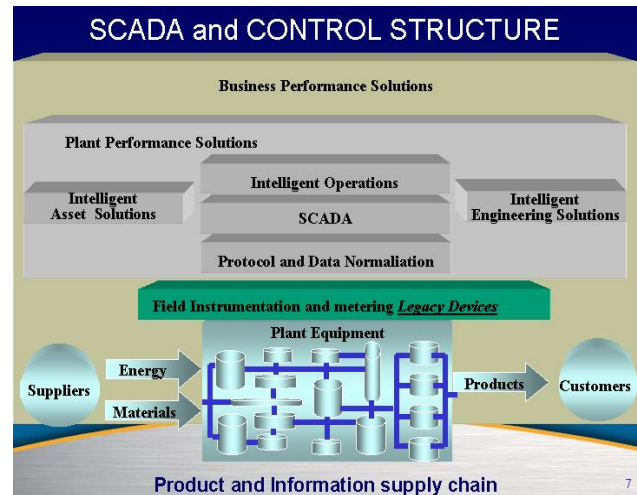 SCADA and CONTROL STRUCTURE
Business Performance Solutions
Plant Performance Solutions
Intelligent Operations
Intelligent
Asset Solutions
SCADA
Intelligent
Engineering Solutions
Protocol and Data Normaliation
Field Instrumentation and metering Legacy Devices
Plant Equipment
Suppliers
Energy
Materials
Products
Customers
Product and Information supply chain
7